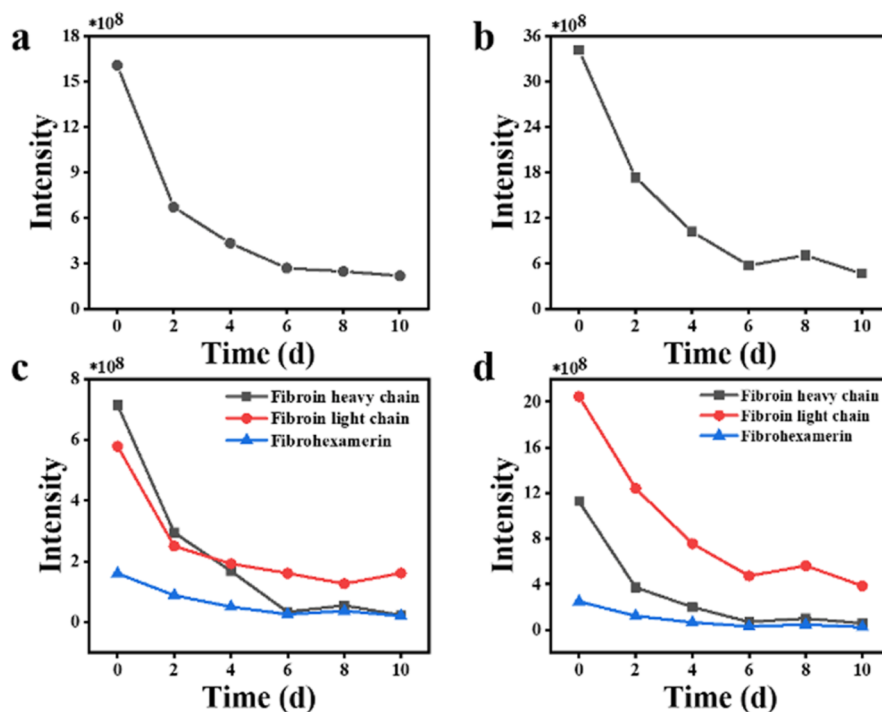 a
*10^8
18
15
12
9
6
3
0
Intensity
0 2 4 6 8 10
Time (d)
b
*10^8
36
30
24
18
12
6
0
Intensity
0 2 4 6 8 10
Time (d)
c
*10^8
8
6
4
2
0
Intensity
Fibroin heavy chain
Fibroin light chain
Fibrohexamerin
0 2 4 6 8 10
Time (d)
d
*10^8
20
16
12
8
4
0
Intensity
Fibroin heavy chain
Fibroin light chain
Fibrohexamerin
0 2 4 6 8 10
Time (d)